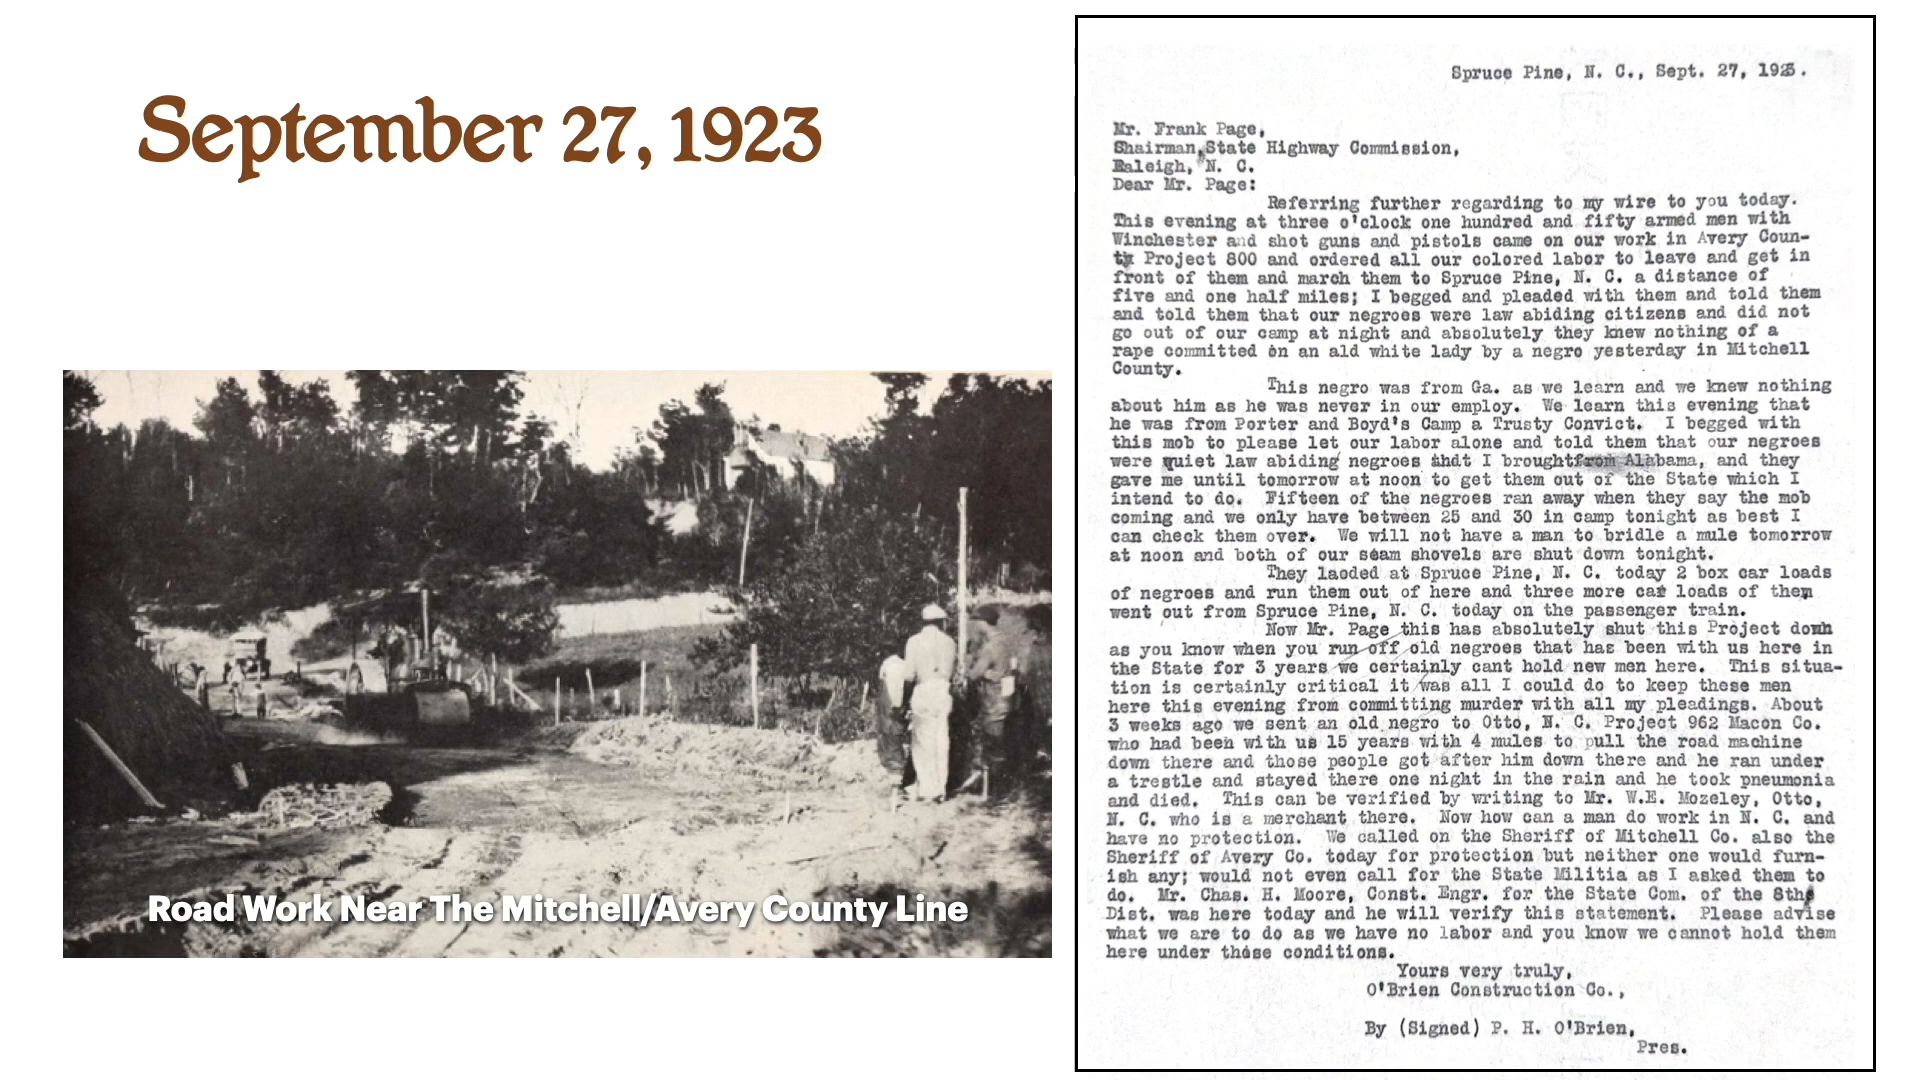 September 27, 1923
Road Work Near The Mitchell/Avery County Line
Spruce Pine, N. C., Sept. 27, 1923.
Mr. Frank Page,
Shairman,State Highway Commission,
Raleigh, N. C.
Dear Mr. Page:
Referring further regarding to my wire to you today.
This evening at three o'clock one hundred and fifty armed men with
Winchester and shot guns and pistols came on our work in Avery Coun-
ty Project 800 and ordered all our colored labor to leave and get in
front of them and march them to Spruce Pine, N. C. a distance of
five and one half miles; I begged and pleaded with them and told them
and told them that our negroes were law abiding citizens and did not
go out of our camp at night and absolutely they knew nothing of a
rape committed on an ald white lady by a negro yesterday in Mitchell
County.
This negro was from Ga. as we learn and we knew nothing
about him as he was never in our employ. We learn this evening that
he was from Porter and Boyd's Camp a Trusty Convict. I begged with
this mob to please let our labor alone and told them that our negroes
were quiet law abiding negroes thdt I broughtfrom Alabama, and they
gave me until tomorrow at noon to get them out of the State which I
intend to do. Fifteen of the negroes ran away when they say the mob
coming and we only have between 25 and 30 in camp tonight as best I
can check them over. We will not have a man to bridle a mule tomorrow
at noon and both of our seam shovels are shut down tonight.
They laoded at Spruce Pine, N. C. today 2 box car loads
of negroes and run them out of here and three more car loads of them
went out from Spruce Pine, N. C. today on the passenger train.
Now Mr. Page this has absolutely shut this Project down
as you know when you run off old negroes that has been with us here in
the State for 3 years we certainly cant hold new men here. This situa-
tion is certainly critical it was all I could do to keep these men
here this evening from committing murder with all my pleadings. About
3 weeks ago we sent an old negro to Otto, N. C. Project 962 Macon Co.
who had been with us 15 years with 4 mules to pull the road machine
down there and those people got after him down there and he ran under
a trestle and stayed there one night in the rain and he took pneumonia
and died. This can be verified by writing to Mr. W.E. Mozeley, Otto,
N. C. who is a merchant there. Now how can a man do work in N. C. and
have no protection. We called on the Sheriff of Mitchell Co. also the
Sheriff of Avery Co. today for protection but neither one would furn-
ish any; would not even call for the State Militia as I asked them to
do. Mr. Chas. H. Moore, Const. Engr. for the State Com. of the 8th
Dist. was here today and he will verify this statement. Please advise
what we are to do as we have no labor and you know we cannot hold them
here under those conditions.
Yours very truly,
O'Brien Construction Co.,
By (Signed) P. H. O'Brien,
Pres.